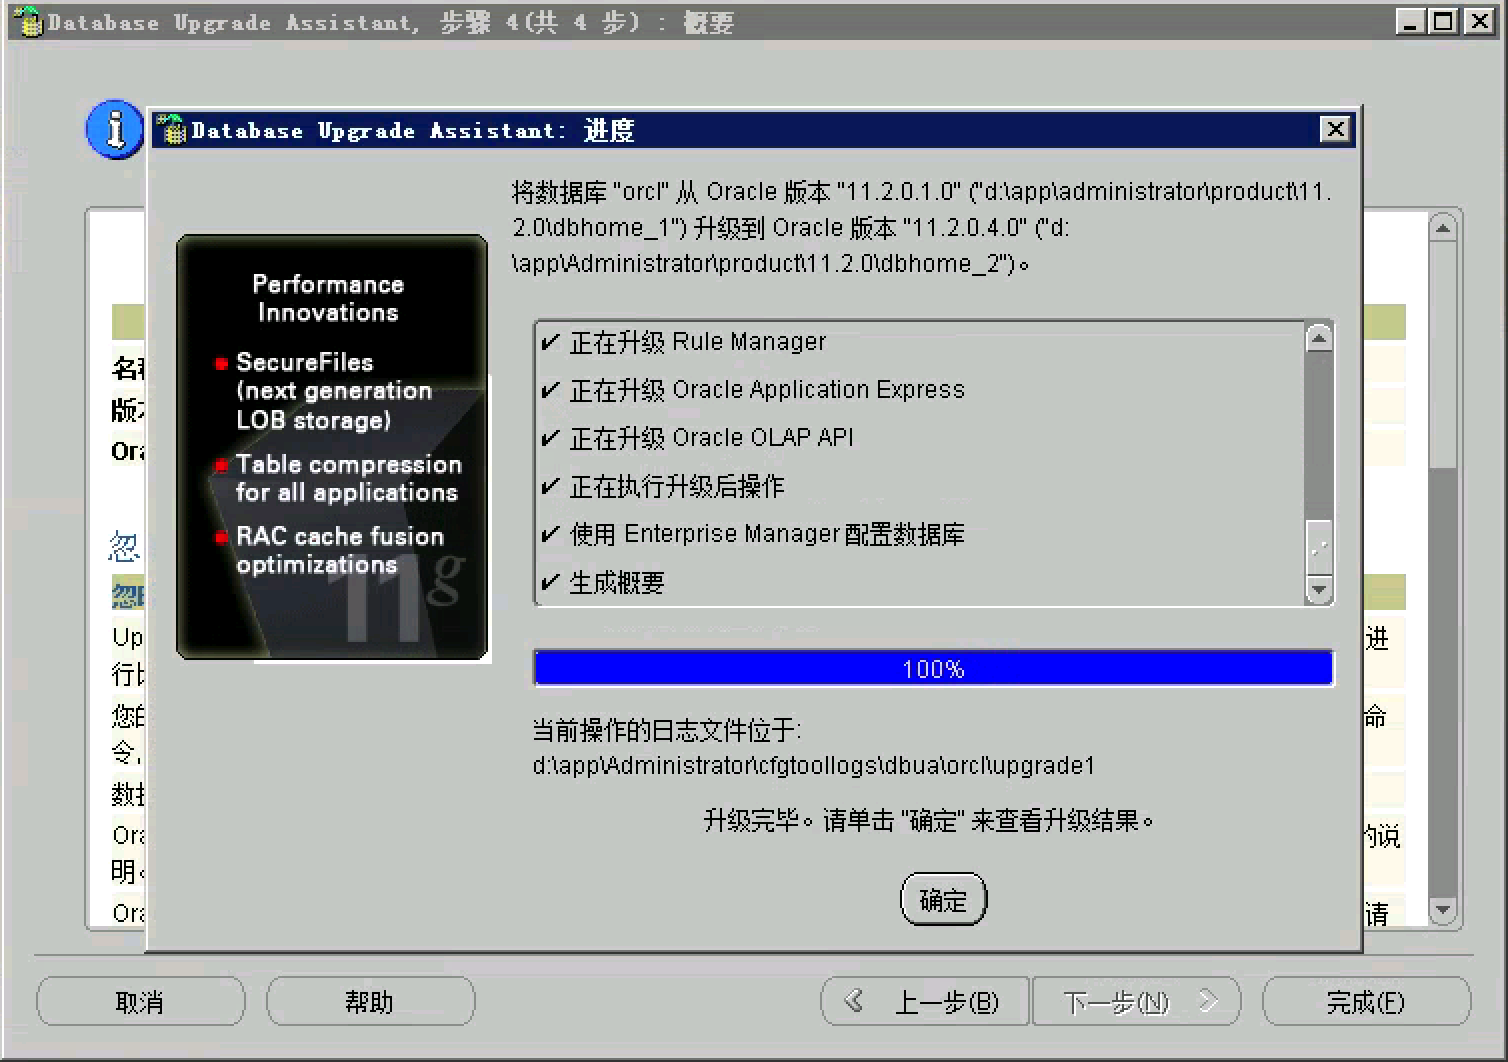 Database Upgrade Assistant, 步骤 4(共 4 步) : 概要
Database Upgrade Assistant: 进度
将数据库 "orcl" 从 Oracle 版本 "11.2.0.1.0" ("d:\app\administrator\product\11.
2.0\dbhome_1") 升级到 Oracle 版本 "11.2.0.4.0" ("d:
\app\Administrator\product\11.2.0\dbhome_2")。
Performance
Innovations
SecureFiles
(next generation
LOB storage)
Table compression
for all applications
RAC cache fusion
optimizations
11g
✓ 正在升级 Rule Manager
✓ 正在升级 Oracle Application Express
✓ 正在升级 Oracle OLAP API
✓ 正在执行升级后操作
✓ 使用 Enterprise Manager 配置数据库
✓ 生成概要
100%
当前操作的日志文件位于:
d:\app\Administrator\cfgtoollogs\dbua\orcl\upgrade1
升级完毕。请单击 "确定" 来查看升级结果。
确定
名
版
Ora
忽
忽
Up
进
行
您的
命
令,
数据
Ora
的说
明。
Ora
请
取消
帮助
上一步(B)
下一步(N)
完成(F)